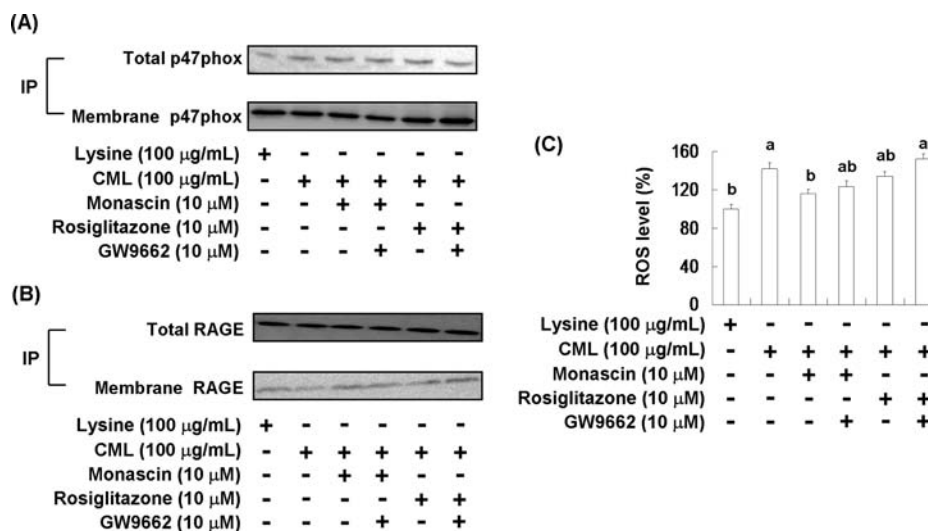 (A)
Total p47phox
IP
Membrane p47phox
Lysine (100 μg/mL) + - - - - -
CML (100 μg/mL) - + + + + +
Monascin (10 μM) - - + + - -
Rosiglitazone (10 μM) - - - - + +
GW9662 (10 μM) - - - + - +
(B)
Total RAGE
IP
Membrane RAGE
Lysine (100 μg/mL) + - - - - -
CML (100 μg/mL) - + + + + +
Monascin (10 μM) - - + + - -
Rosiglitazone (10 μM) - - - - + +
GW9662 (10 μM) - - - + - +
(C)
ROS level (%)
160
120
80
40
0
b a b ab ab a
Lysine (100 μg/mL) + - - - - -
CML (100 μg/mL) - + + + + +
Monascin (10 μM) - - + + - -
Rosiglitazone (10 μM) - - - - + +
GW9662 (10 μM) - - - + - +